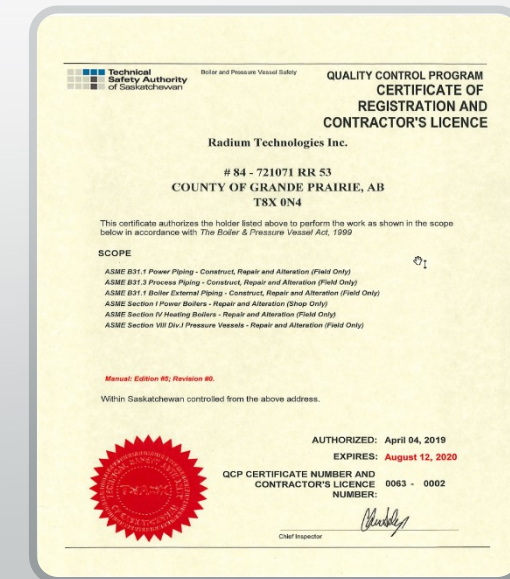 Technical
Safety Authority
of Saskatchewan
Boiler and Pressure Vessel Safety
QUALITY CONTROL PROGRAM
CERTIFICATE OF
REGISTRATION AND
CONTRACTOR'S LICENCE
Radium Technologies Inc.
# 84 - 721071 RR 53
COUNTY OF GRANDE PRAIRIE, AB
T8X 0N4
This certificate authorizes the holder listed above to perform the work as shown in the scope
below in accordance with The Boiler & Pressure Vessel Act, 1999
SCOPE
ASME B31.1 Power Piping - Construct, Repair and Alteration (Field Only)
ASME B31.3 Process Piping - Construct, Repair and Alteration (Field Only)
ASME B31.1 Boiler External Piping - Construct, Repair and Alteration (Field Only)
ASME Section I Power Boilers - Repair and Alteration (Shop Only)
ASME Section IV Heating Boilers - Repair and Alteration (Field Only)
ASME Section VIII Div.I Pressure Vessels - Repair and Alteration (Field Only)
Manual: Edition #5; Revision #0.
Within Saskatchewan controlled from the above address.
AUTHORIZED: April 04, 2019
EXPIRES: August 12, 2020
QCP CERTIFICATE NUMBER AND
CONTRACTOR'S LICENCE 0063 - 0002
NUMBER:
Chief Inspector